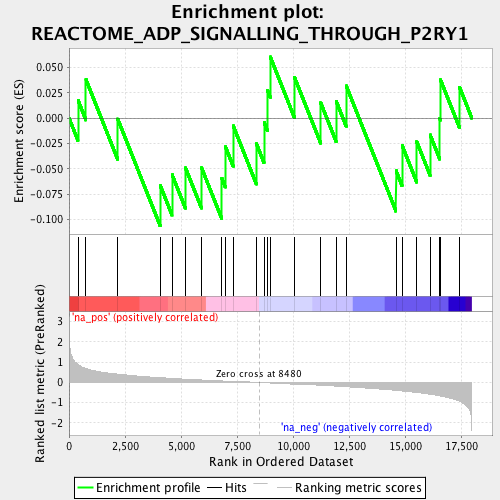 Enrichment plot:
REACTOME_ADP_SIGNALLING_THROUGH_P2RY1
Enrichment score (ES)
0.050
0.025
0.000
-0.025
-0.050
-0.075
-0.100
'na_pos' (positively correlated)
Ranked list metric (PreRanked)
3
2
1
0
-1
-2
Zero cross at 8480
'na_neg' (negatively correlated)
0
2,500
5,000
7,500
10,000
12,500
15,000
17,500
Rank in Ordered Dataset
Enrichment profile
Hits
Ranking metric scores